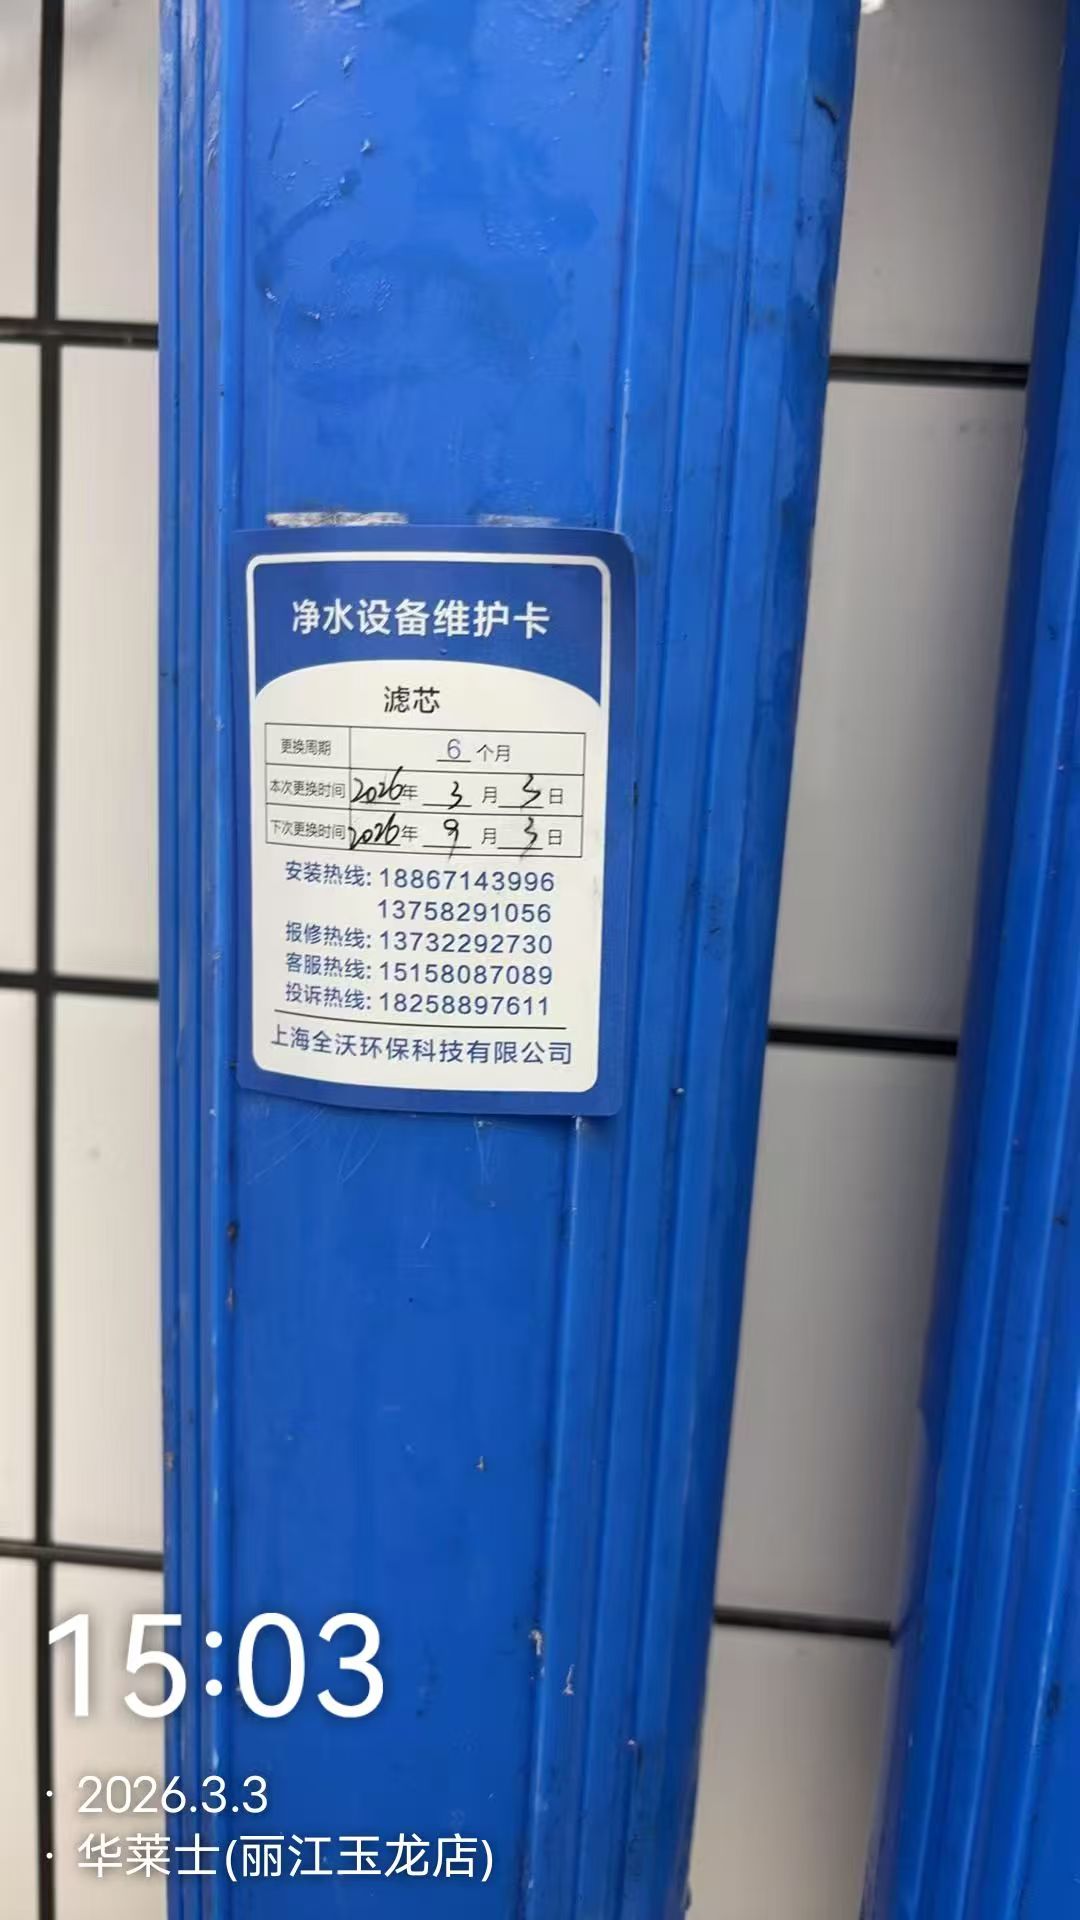 净水设备维护卡
滤芯
更换周期 6 个月
本次更换时间 2026年 3 月 3 日
下次更换时间 2026年 9 月 3 日
安装热线: 18867143996
13758291056
报修热线: 13732292730
客服热线: 15158087089
投诉热线: 18258897611
上海全沃环保科技有限公司
15:03
· 2026.3.3
· 华莱士(丽江玉龙店)